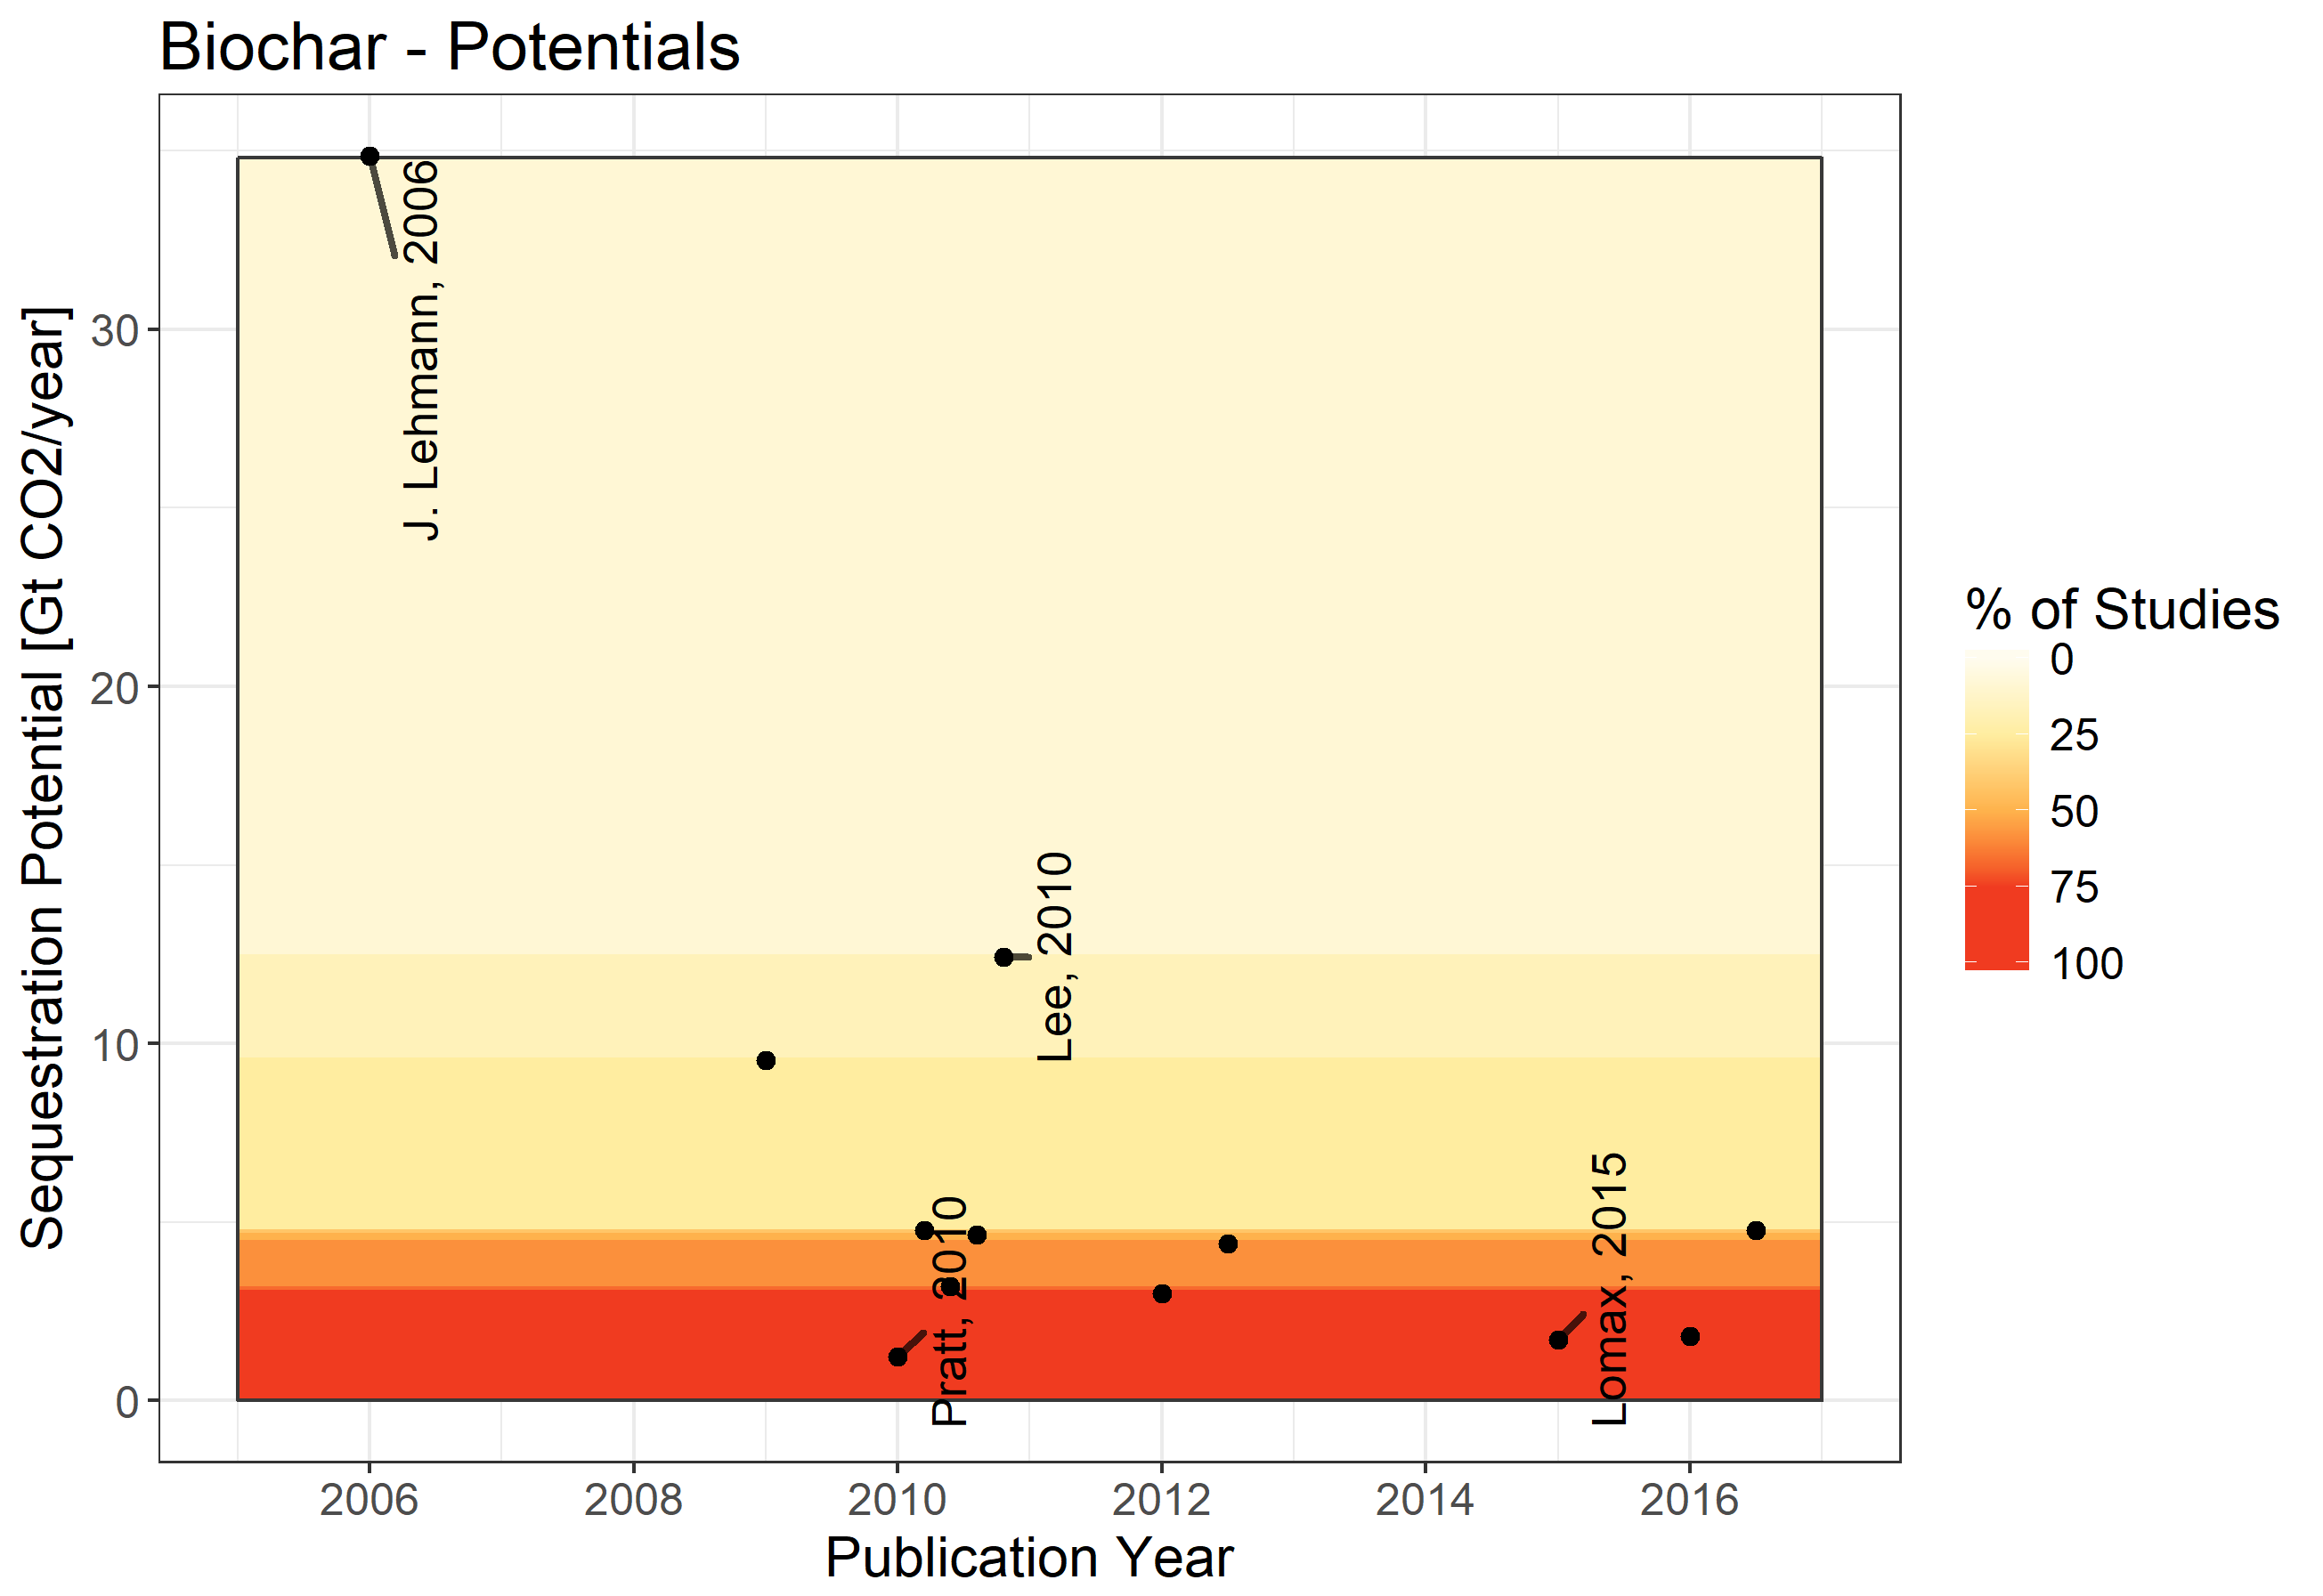 Biochar - Potentials
Sequestration Potential [Gt CO2/year]
30
20
10
0
J. Lehmann, 2006
Lee, 2010
Pratt, 2010
Lomax, 2015
2006 2008 2010 2012 2014 2016
Publication Year
% of Studies
0
25
50
75
100